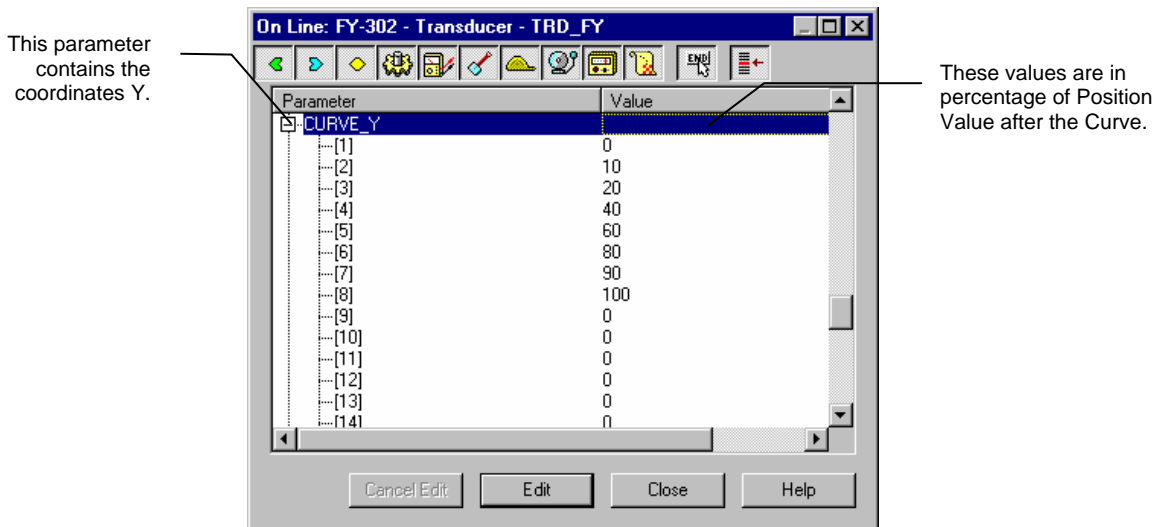 On Line: FY-302 - Transducer - TRD_FY
This parameter
contains the
coordinates Y.
END
These values are in
percentage of Position
Value after the Curve.
Parameter Value
CURVE_Y
[1] 0
[2] 10
[3] 20
[4] 40
[5] 60
[6] 80
[7] 90
[8] 100
[9] 0
[10] 0
[11] 0
[12] 0
[13] 0
[14] 0
Cancel Edit Edit Close Help